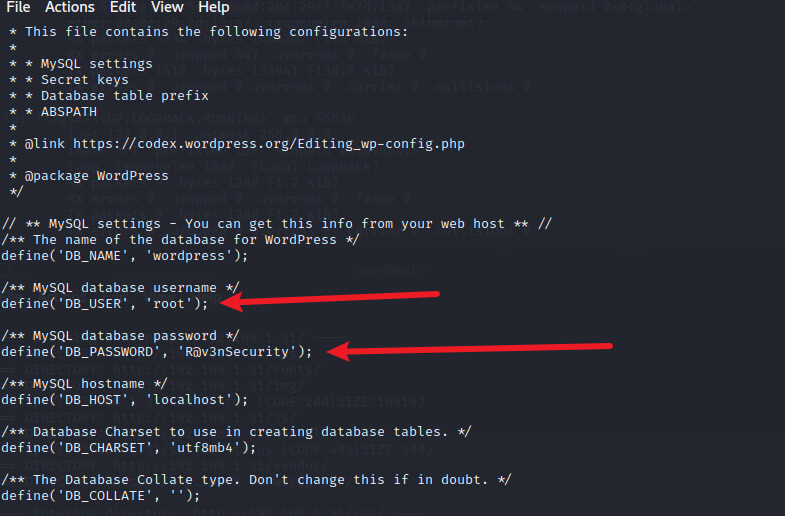 File Actions Edit View Help
* This file contains the following configurations:
*
* * MySQL settings
* * Secret keys
* * Database table prefix
* * ABSPATH
*
* @link https://codex.wordpress.org/Editing_wp-config.php
*
* @package WordPress
*/
// ** MySQL settings - You can get this info from your web host ** //
/** The name of the database for WordPress */
define('DB_NAME', 'wordpress');
/** MySQL database username */
define('DB_USER', 'root');
/** MySQL database password */
define('DB_PASSWORD', 'R@v3nSecurity');
/** MySQL hostname */
define('DB_HOST', 'localhost');
/** Database Charset to use in creating database tables. */
define('DB_CHARSET', 'utf8mb4');
/** The Database Collate type. Don't change this if in doubt. */
define('DB_COLLATE', '');